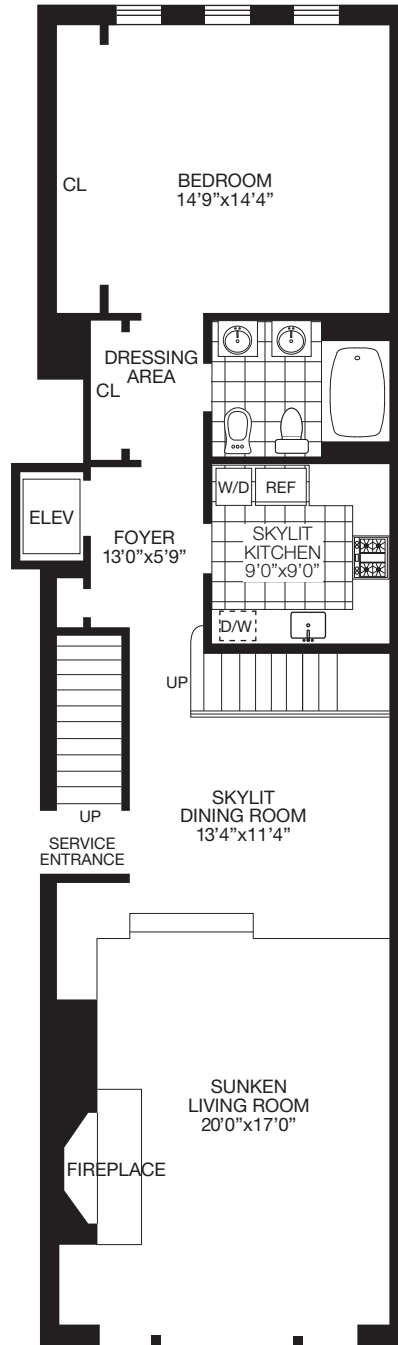 CL
BEDROOM
14’9”x14’4”
DRESSING
AREA
CL
W/D
REF
ELEV
FOYER
13’0”x5’9”
SKYLIT
KITCHEN
9’0”x9’0”
D/W
UP
SKYLIT
DINING ROOM
13’4”x11’4”
UP
SERVICE
ENTRANCE
SUNKEN
LIVING ROOM
20’0”x17’0”
FIREPLACE